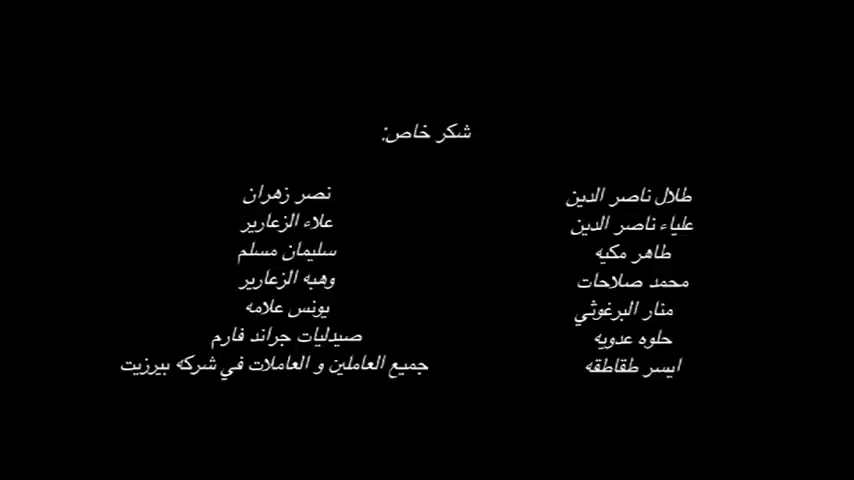 شكر خاص:
طلال ناصر الدين
علياء ناصر الدين
طاهر مكيه
محمد صلاحات
منار البرغوثي
حلوه عدويه
ايسر طقاطقه
نصر زهران
علاء الزعارير
سليمان مسلم
وهبه الزعارير
يونس علامه
صيدليات جراند فارم
جميع العاملين و العاملات في شركه بيرزيت